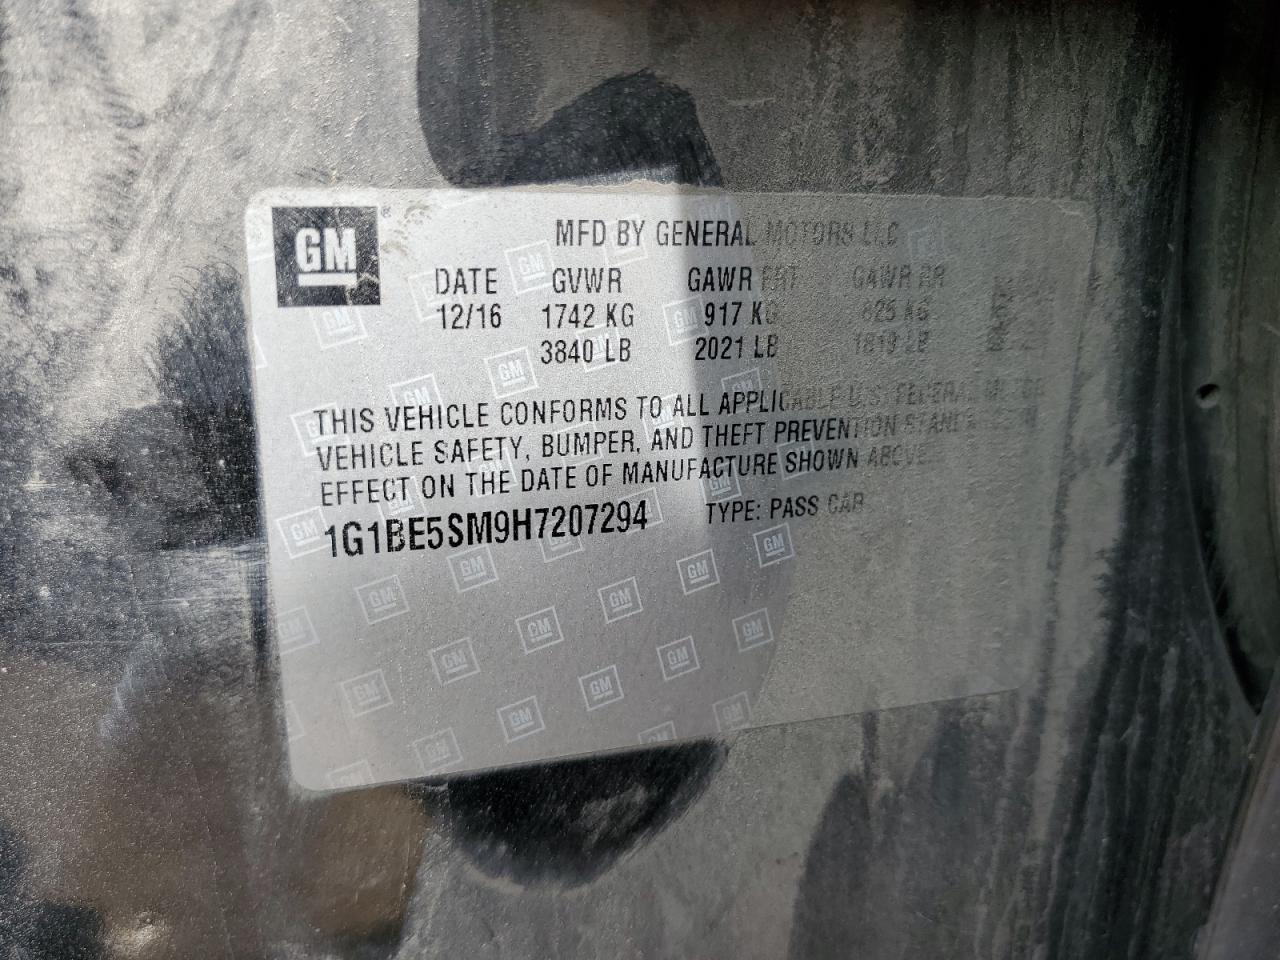 GM
MFD BY GENERAL MOTORS LLC
DATE GVWR GAWR FRT GAWR RR
12/16 1742 KG 917 KG 825 KG
3840 LB 2021 LB 1819 LB
THIS VEHICLE CONFORMS TO ALL APPLICABLE U.S. FEDERAL MOTOR
VEHICLE SAFETY, BUMPER, AND THEFT PREVENTION STANDARDS IN
EFFECT ON THE DATE OF MANUFACTURE SHOWN ABOVE.
1G1BE5SM9H7207294 TYPE: PASS CAR